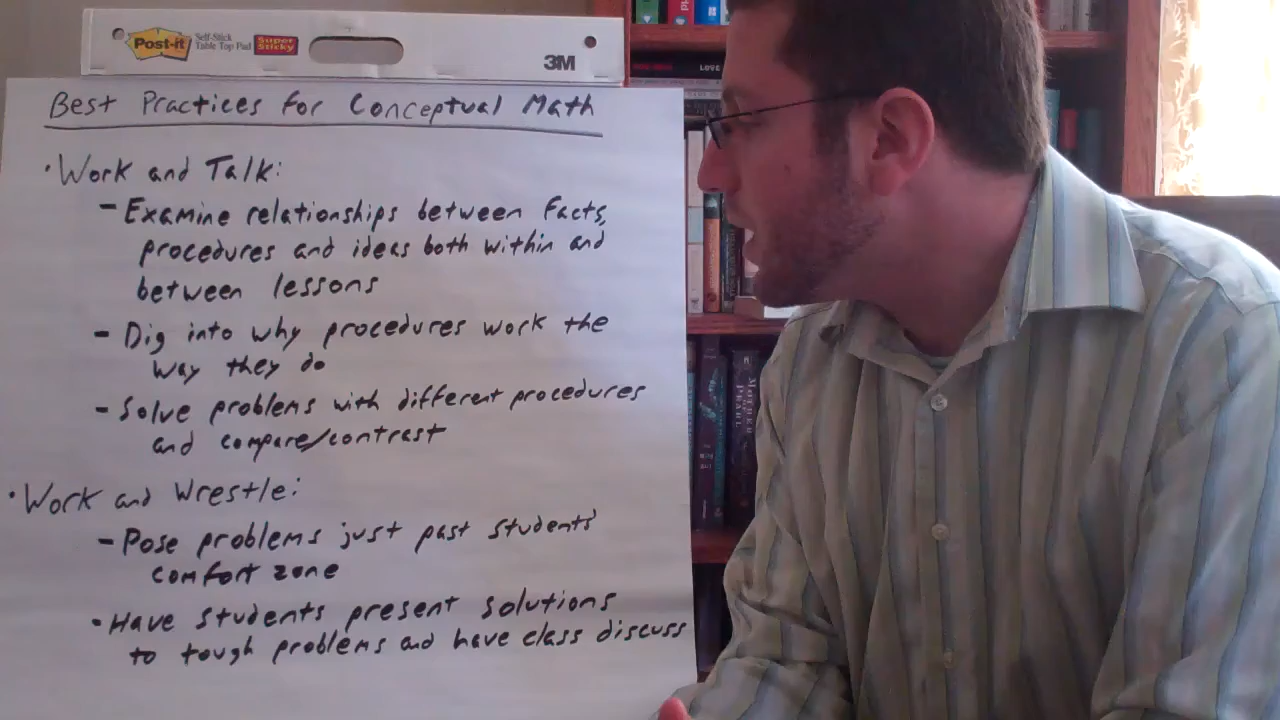 Post-it
Self-Stick
Table Top Pad
Super
Sticky
3M
Best Practices for Conceptual Math
• Work and Talk:
- Examine relationships between facts,
procedures and ideas both within and
between lessons
- Dig into why procedures work the
way they do
- Solve problems with different procedures
and compare/contrast
• Work and Wrestle:
- Pose problems just past students'
comfort zone
• Have students present solutions
to tough problems and have class discuss
LOVE
MOTHER
PEARL